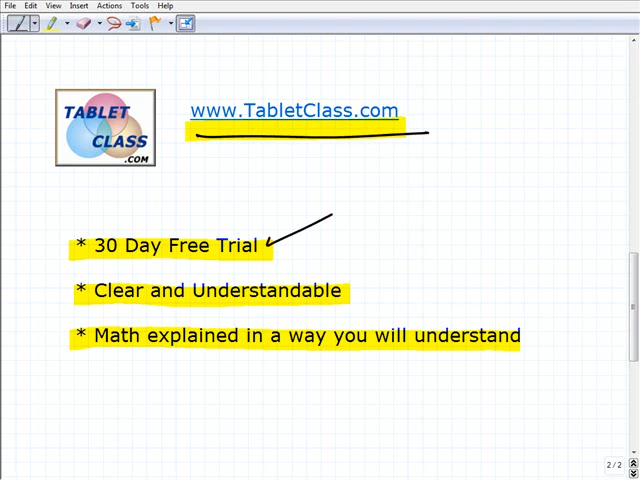 File Edit View Insert Actions Tools Help
TABLET
CLASS
.COM
www.TabletClass.com
* 30 Day Free Trial
* Clear and Understandable
* Math explained in a way you will understand
2 / 2